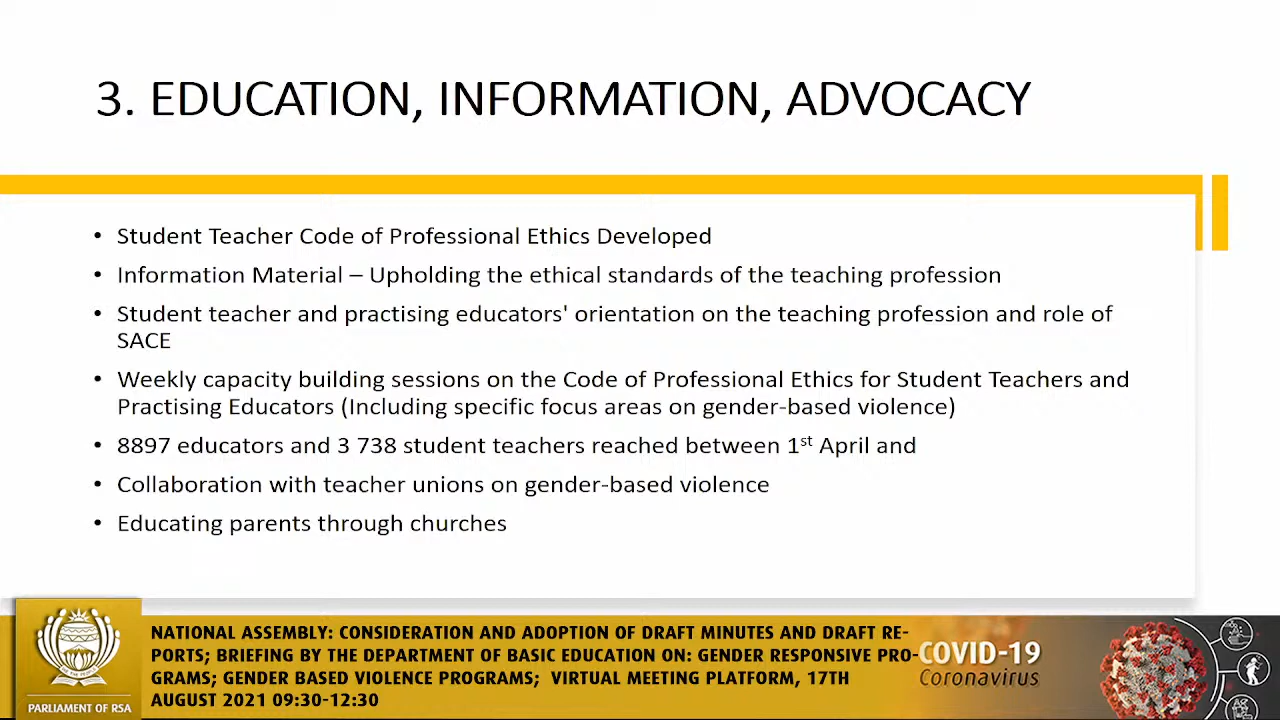 3. EDUCATION, INFORMATION, ADVOCACY
• Student Teacher Code of Professional Ethics Developed
• Information Material – Upholding the ethical standards of the teaching profession
• Student teacher and practising educators' orientation on the teaching profession and role of
SACE
• Weekly capacity building sessions on the Code of Professional Ethics for Student Teachers and
Practising Educators (Including specific focus areas on gender-based violence)
• 8897 educators and 3 738 student teachers reached between 1st April and
• Collaboration with teacher unions on gender-based violence
• Educating parents through churches
NATIONAL ASSEMBLY: CONSIDERATION AND ADOPTION OF DRAFT MINUTES AND DRAFT RE-
PORTS; BRIEFING BY THE DEPARTMENT OF BASIC EDUCATION ON: GENDER RESPONSIVE PRO-
GRAMS; GENDER BASED VIOLENCE PROGRAMS; VIRTUAL MEETING PLATFORM, 17TH
AUGUST 2021 09:30-12:30
PARLIAMENT OF RSA
COVID-19
Coronavirus